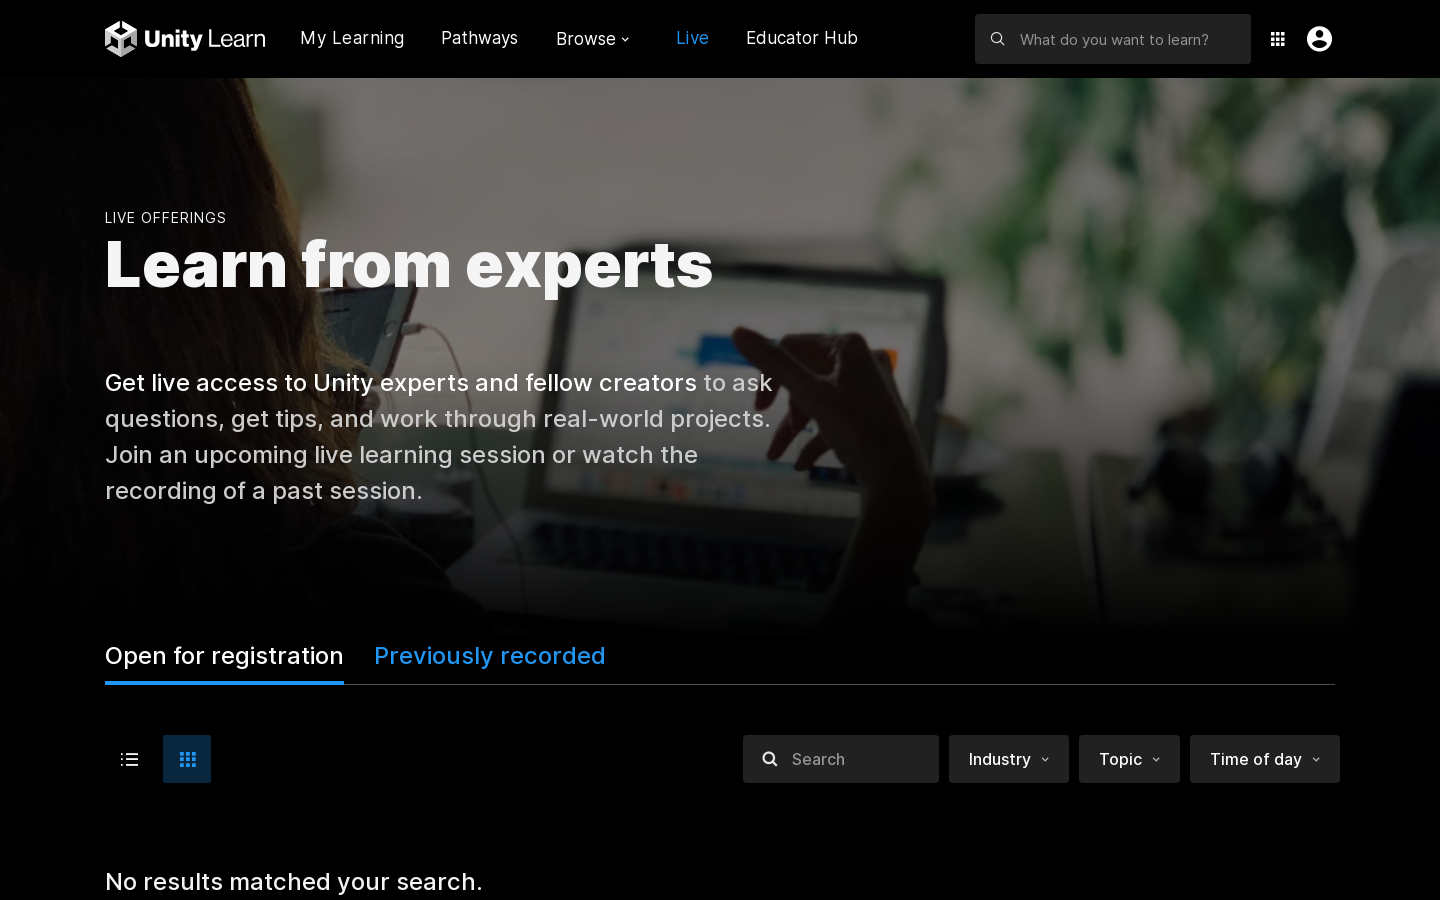 Unity Learn
My Learning
Pathways
Browse
Live
Educator Hub
What do you want to learn?
LIVE OFFERINGS
Learn from experts
Get live access to Unity experts and fellow creators to ask
questions, get tips, and work through real-world projects.
Join an upcoming live learning session or watch the
recording of a past session.
Open for registration
Previously recorded
Search
Industry
Topic
Time of day
No results matched your search.